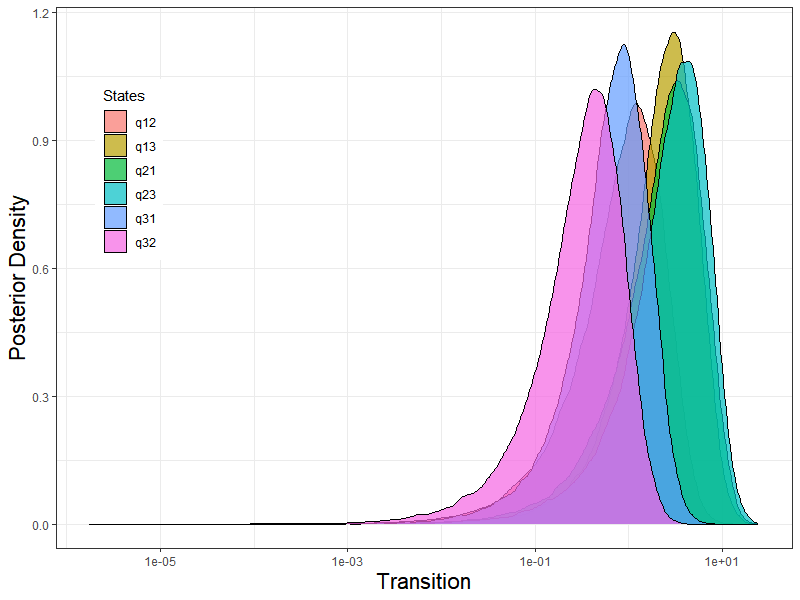 1.2
0.9
0.6
0.3
0.0
Posterior Density
States
q12
q13
q21
q23
q31
q32
1e-05
1e-03
1e-01
1e+01
Transition